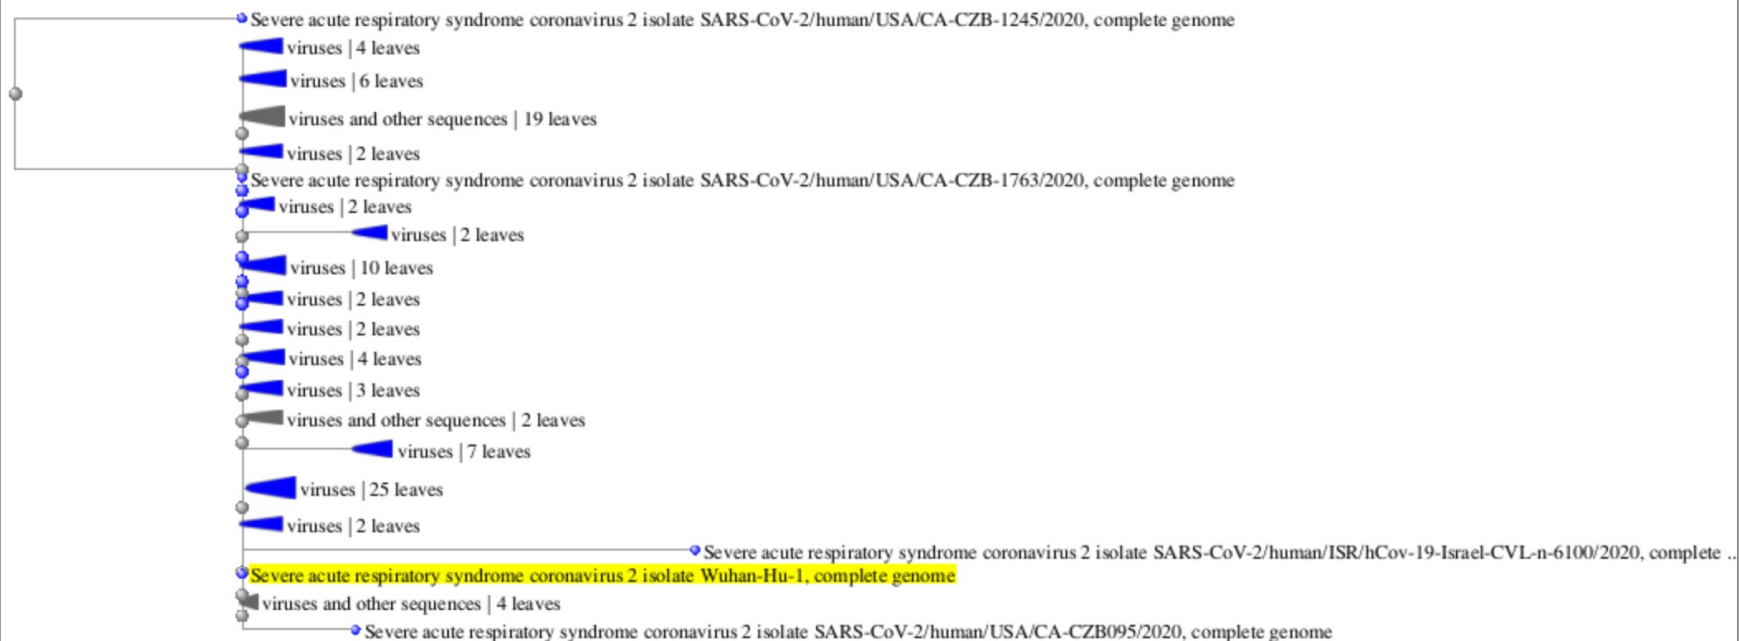 Severe acute respiratory syndrome coronavirus 2 isolate SARS-CoV-2/human/USA/CA-CZB-1245/2020, complete genome
viruses | 4 leaves
viruses | 6 leaves
viruses and other sequences | 19 leaves
viruses | 2 leaves
Severe acute respiratory syndrome coronavirus 2 isolate SARS-CoV-2/human/USA/CA-CZB-1763/2020, complete genome
viruses | 2 leaves
viruses | 2 leaves
viruses | 10 leaves
viruses | 2 leaves
viruses | 2 leaves
viruses | 4 leaves
viruses | 3 leaves
viruses and other sequences | 2 leaves
viruses | 7 leaves
viruses | 25 leaves
viruses | 2 leaves
Severe acute respiratory syndrome coronavirus 2 isolate SARS-CoV-2/human/ISR/hCov-19-Israel-CVL-n-6100/2020, complete ..
Severe acute respiratory syndrome coronavirus 2 isolate Wuhan-Hu-1, complete genome
viruses and other sequences | 4 leaves
Severe acute respiratory syndrome coronavirus 2 isolate SARS-CoV-2/human/USA/CA-CZB095/2020, complete genome